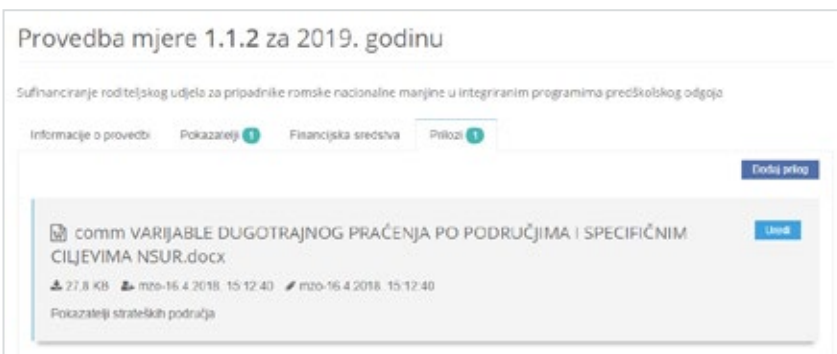 Provedba mjere 1.1.2 za 2019. godinu
Sufinanciranje roditeljskog udjela za pripadnike romske nacionalne manjine u integriranim programima predškolskog odgoja
Informacije o provedbi Pokazatelji 1 Financijska sredstva Prilozi 1
Dodaj prilog
comm VARIJABLE DUGOTRAJNOG PRAĆENJA PO PODRUČJIMA I SPECIFIČNIM
CILJEVIMA NSUR.docx
Uredi
27,8 KB mzo-16.4.2018. 15:12:40 mzo-16.4.2018. 15:12:40
Pokazatelji strateških područja